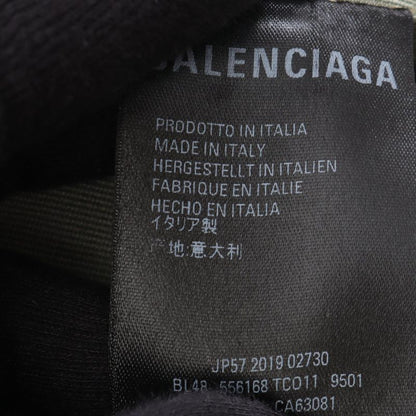 BALENCIAGA
PRODOTTO IN ITALIA
MADE IN ITALY
HERGESTELLT IN ITALIEN
FABRIQUE EN ITALIE
HECHO EN ITALIA
イタリア製
产地:意大利
JP57 2019 02730
BL48 556168 TCO11 9501
CA63081